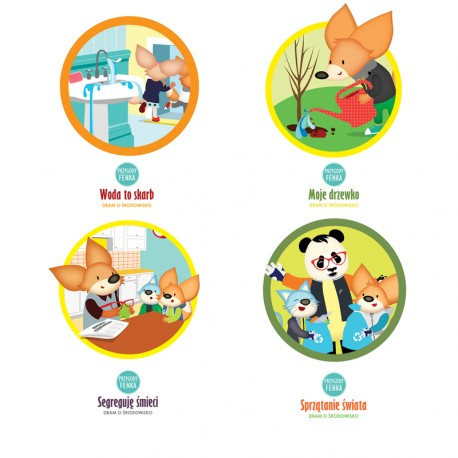 PRZYGODY
FENKA
Woda to skarb
DBAM O ŚRODOWISKO
PRZYGODY
FENKA
Moje drzewko
DBAM O ŚRODOWISKO
PRZYGODY
FENKA
Segreguję śmieci
DBAM O ŚRODOWISKO
PRZYGODY
FENKA
Sprzątanie świata
DBAM O ŚRODOWISKO